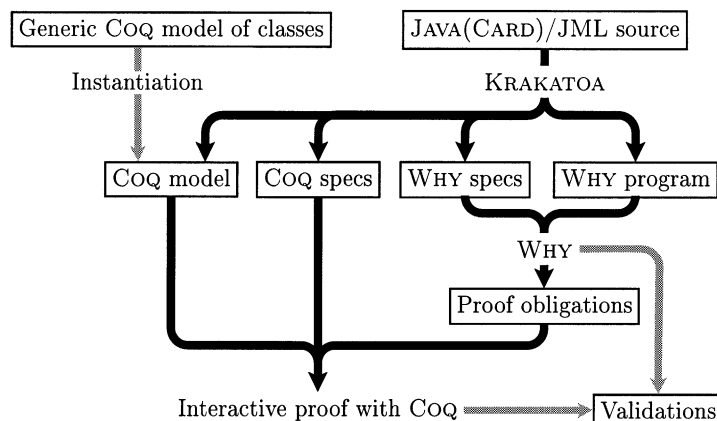 Generic COQ model of classes
JAVA(CARD)/JML source
Instantiation
KRAKATOA
COQ model
COQ specs
WHY specs
WHY program
WHY
Proof obligations
Interactive proof with COQ
Validations